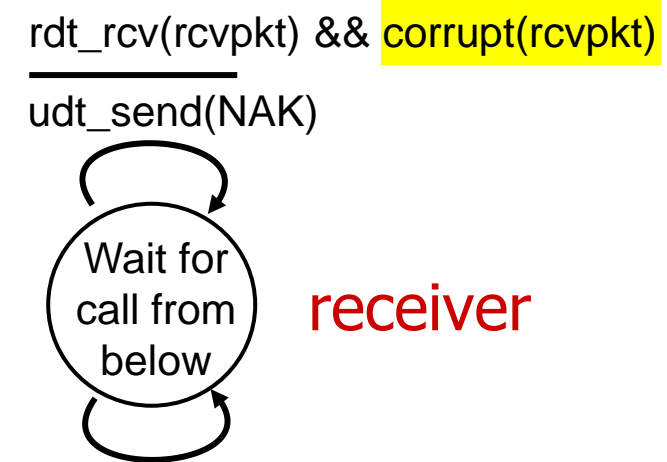 rdt_rcv(rcvpkt) && corrupt(rcvpkt)
udt_send(NAK)
Wait for
call from
below
receiver